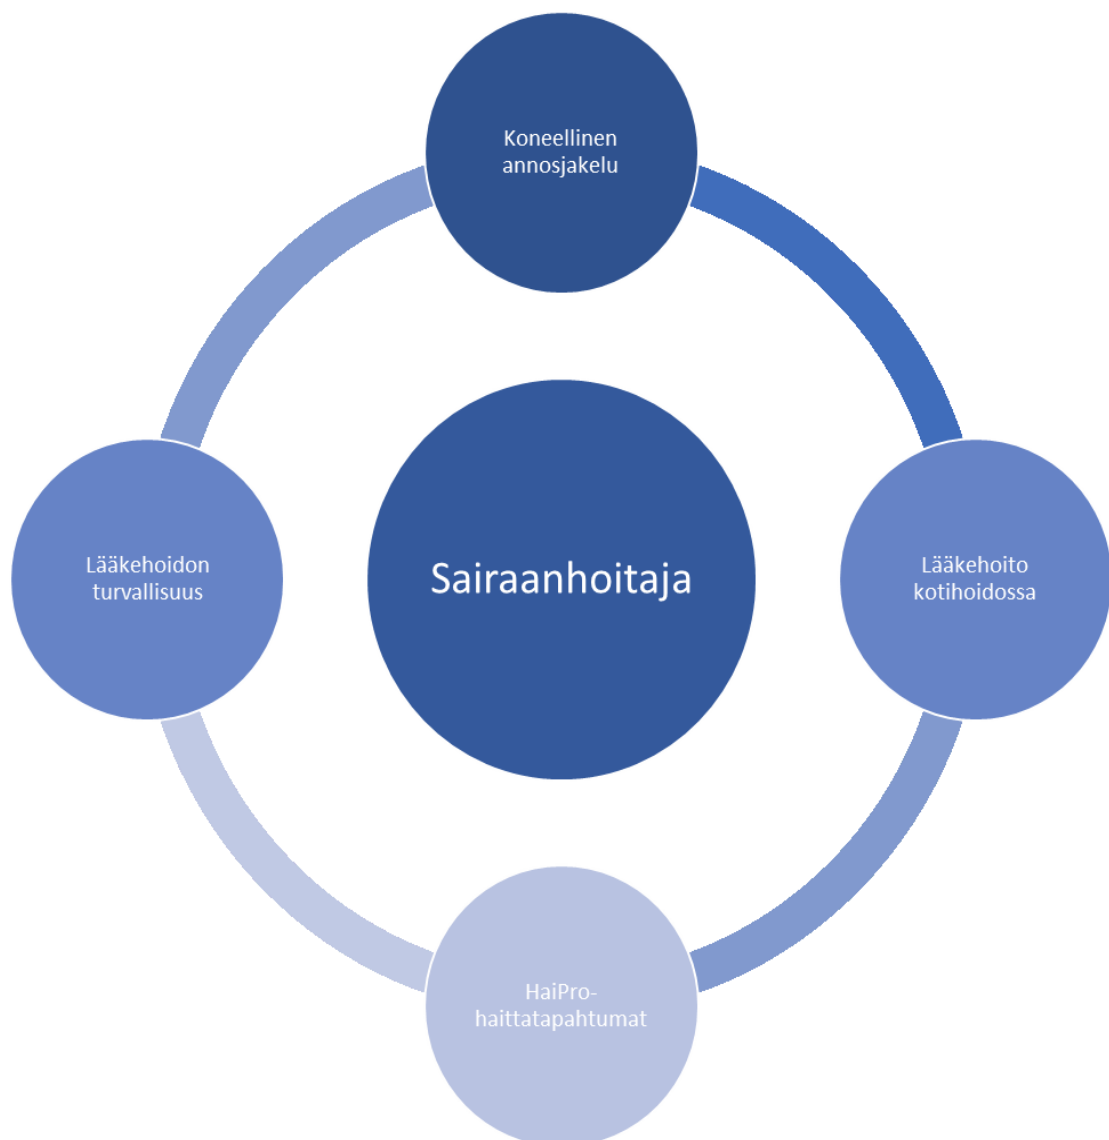 Koneellinen
annosjakelu
Lääkehoidon
turvallisuus
Sairaanhoitaja
Lääkehoito
kotihoidossa
HaiPro-
haittatapahtumat